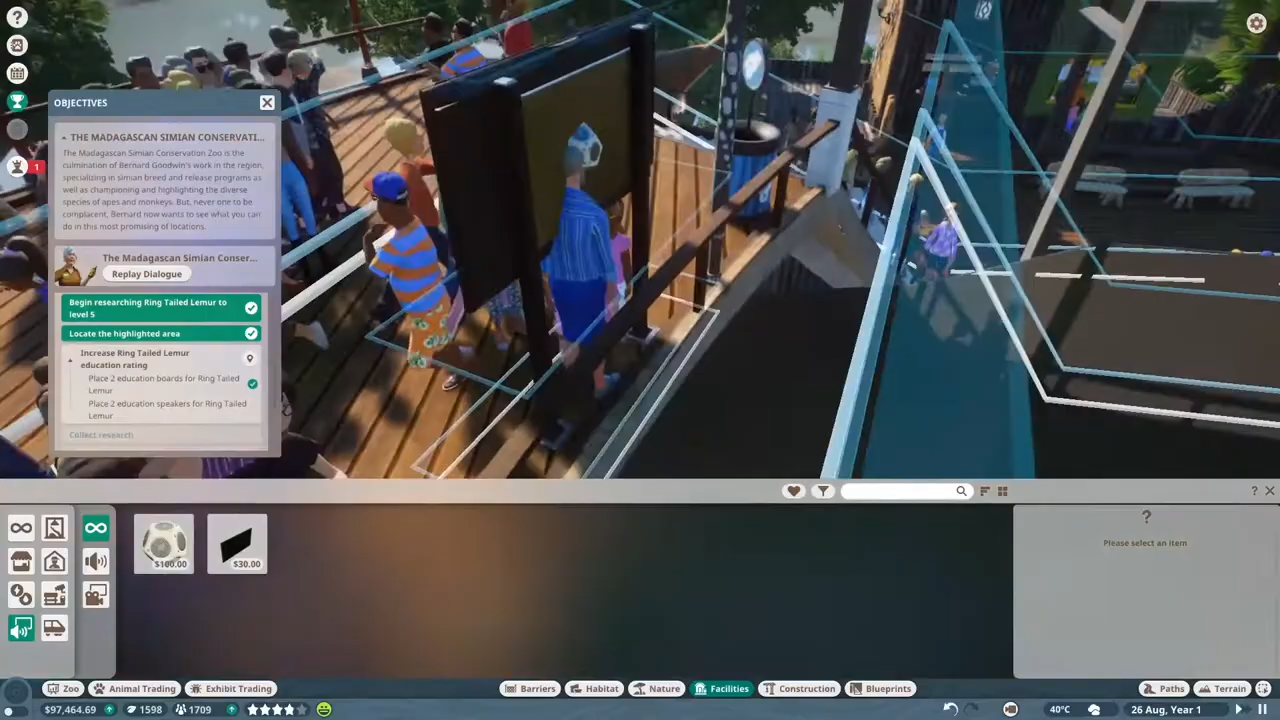 OBJECTIVES
THE MADAGASCAN SIMIAN CONSERVATI...
The Madagascan Simian Conservation Zoo is the
culmination of Bernard Goodwin's work in the region,
specializing in simian breed and release programs as
well as championing and highlighting the diverse
species of apes and monkeys. But, never one to be
complacent, Bernard now wants to see what you can
do in this most promising of locations.
1
The Madagascan Simian Conser...
Replay Dialogue
Begin researching Ring Tailed Lemur to
level 5
Locate the highlighted area
Increase Ring Tailed Lemur
education rating
Place 2 education boards for Ring Tailed
Lemur
Place 2 education speakers for Ring Tailed
Lemur
Collect research
? 
$100.00
$30.00
?
Please select an item
Zoo
Animal Trading
Exhibit Trading
Barriers
Habitat
Nature
Facilities
Construction
Blueprints
Paths
Terrain
$97,464.69
1598
1709
40°C
26 Aug, Year 1